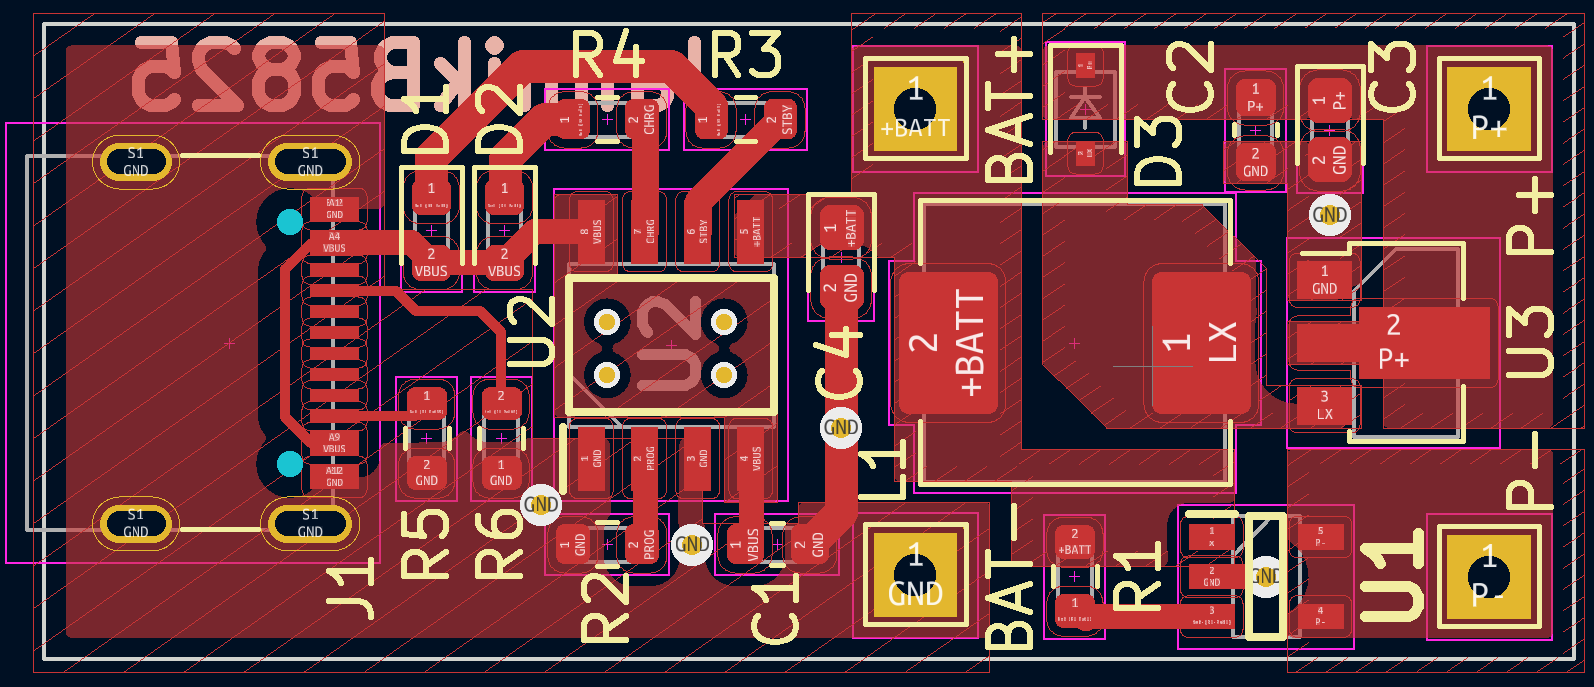 ikB5825
R4
R3
D1
D2
BAT+
D3
C2
C3
P+
S1
GND
S1
GND
1
2
CHRG
1
2
STBY
1
+BATT
1
P+
2
GND
1
P+
2
GND
1
P+
GND
A12
GND
A4
VBUS
1
2
VBUS
1
2
VBUS
8
VBUS
7
CHRG
6
STBY
5
+BATT
1
+BATT
2
GND
LX
U2
U2
C4
2
+BATT
1
LX
1
GND
2
P+
3
LX
U3
A9
VBUS
A12
GND
1
2
GND
2
1
GND
1
GND
2
PROG
3
GND
4
VBUS
GND
L1
P-
S1
GND
S1
GND
J1
R5
R6
GND
1
GND
2
PROG
GND
1
VBUS
2
GND
R2
C1
1
GND
BAT-
2
+BATT
1
R1
1
x
2
GND
3
GND
5
P-
4
P-
U1
1
P-